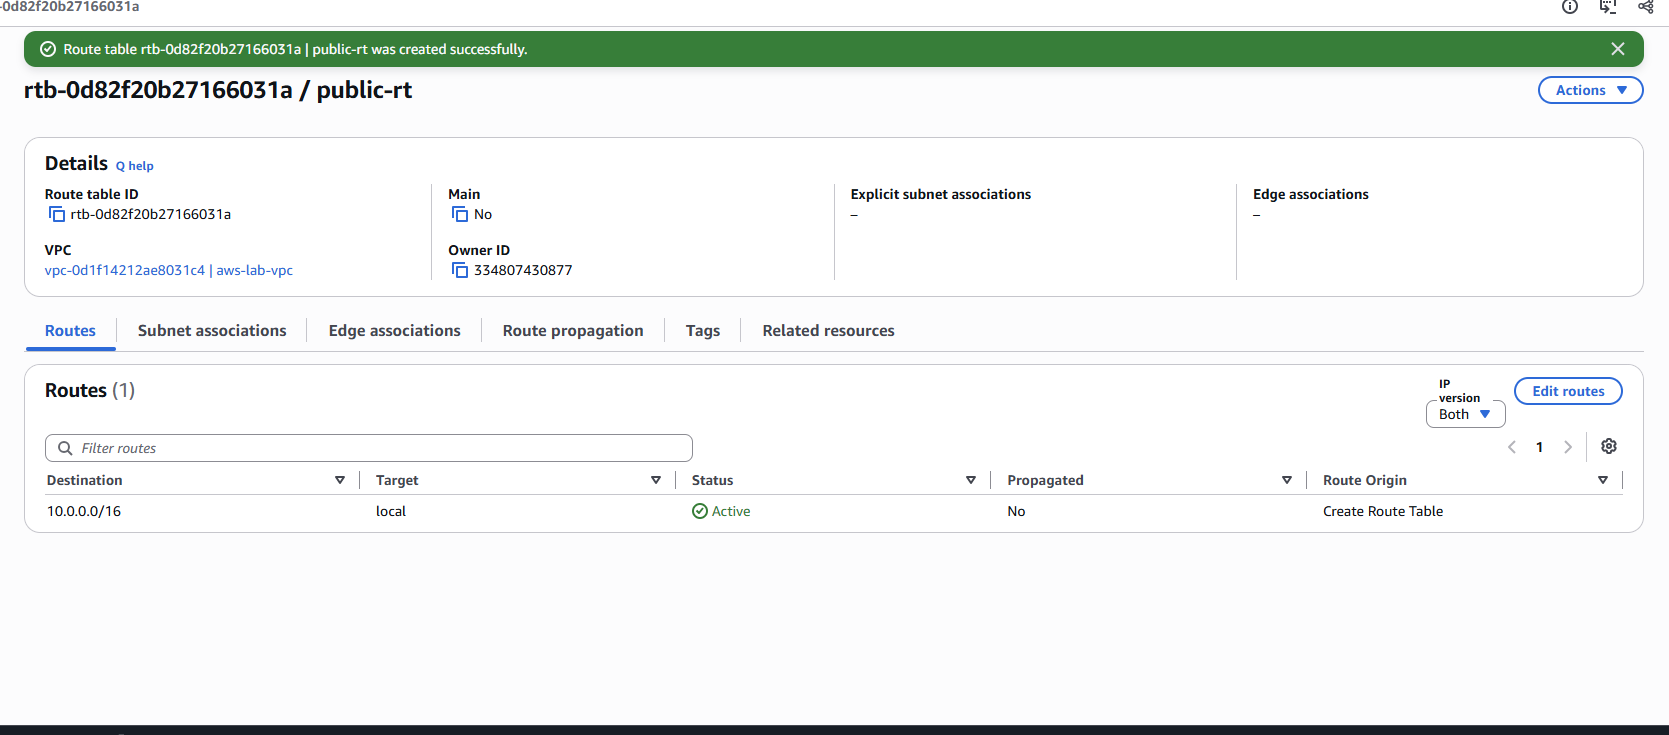 -0d82f20b27166031a
Route table rtb-0d82f20b27166031a | public-rt was created successfully.
rtb-0d82f20b27166031a / public-rt
Actions
Details Q help
Route table ID
rtb-0d82f20b27166031a
Main
No
Explicit subnet associations
–
Edge associations
–
VPC
vpc-0d1f14212ae8031c4 | aws-lab-vpc
Owner ID
334807430877
Routes Subnet associations Edge associations Route propagation Tags Related resources
Routes (1)
IP version
Both
Edit routes
Filter routes
1
Destination Target Status Propagated Route Origin
10.0.0.0/16 local Active No Create Route Table